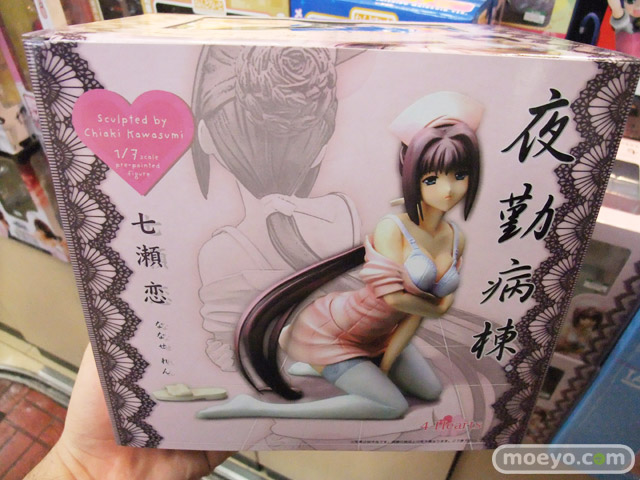 Sculpted by
Chiaki Kawasumi
1/7 scale
pre-painted
figure
七瀬恋
ななせ れん
夜勤病棟
moeyo.com